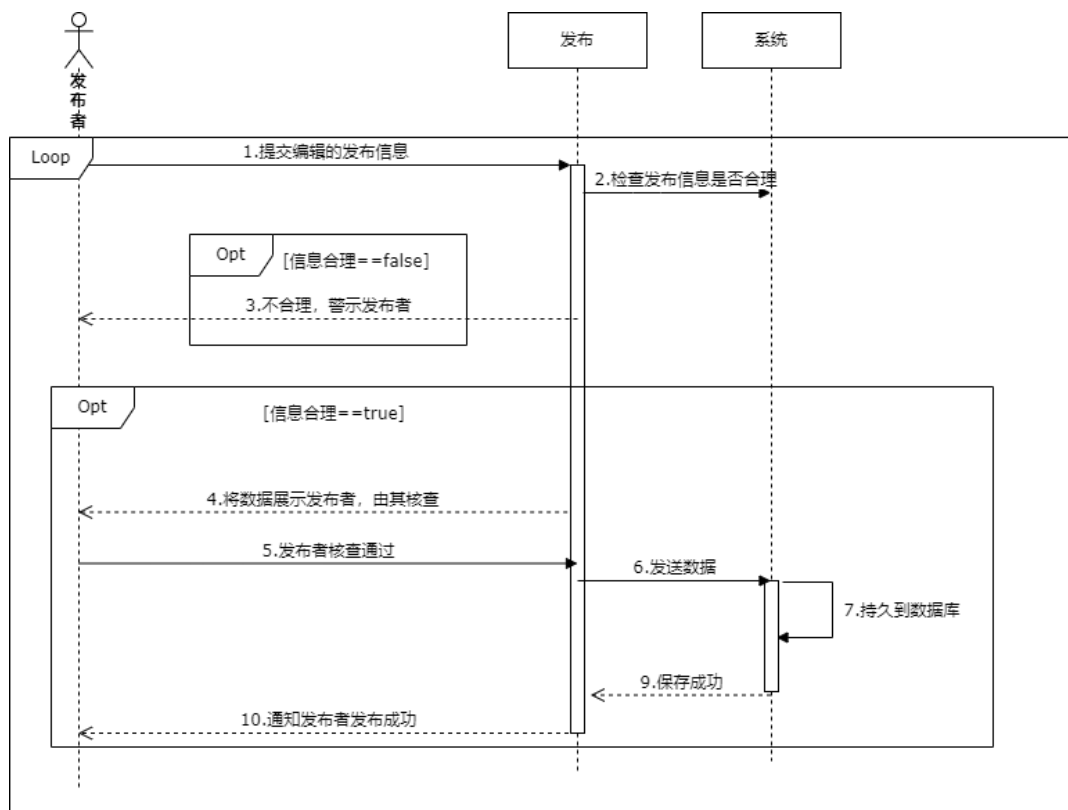 发布
系统
发布者
Loop
1.提交编辑的发布信息
2.检查发布信息是否合理
Opt
[信息合理==false]
3.不合理，警示发布者
Opt
[信息合理==true]
4.将数据展示发布者，由其核查
5.发布者核查通过
6.发送数据
7.持久到数据库
9.保存成功
10.通知发布者发布成功